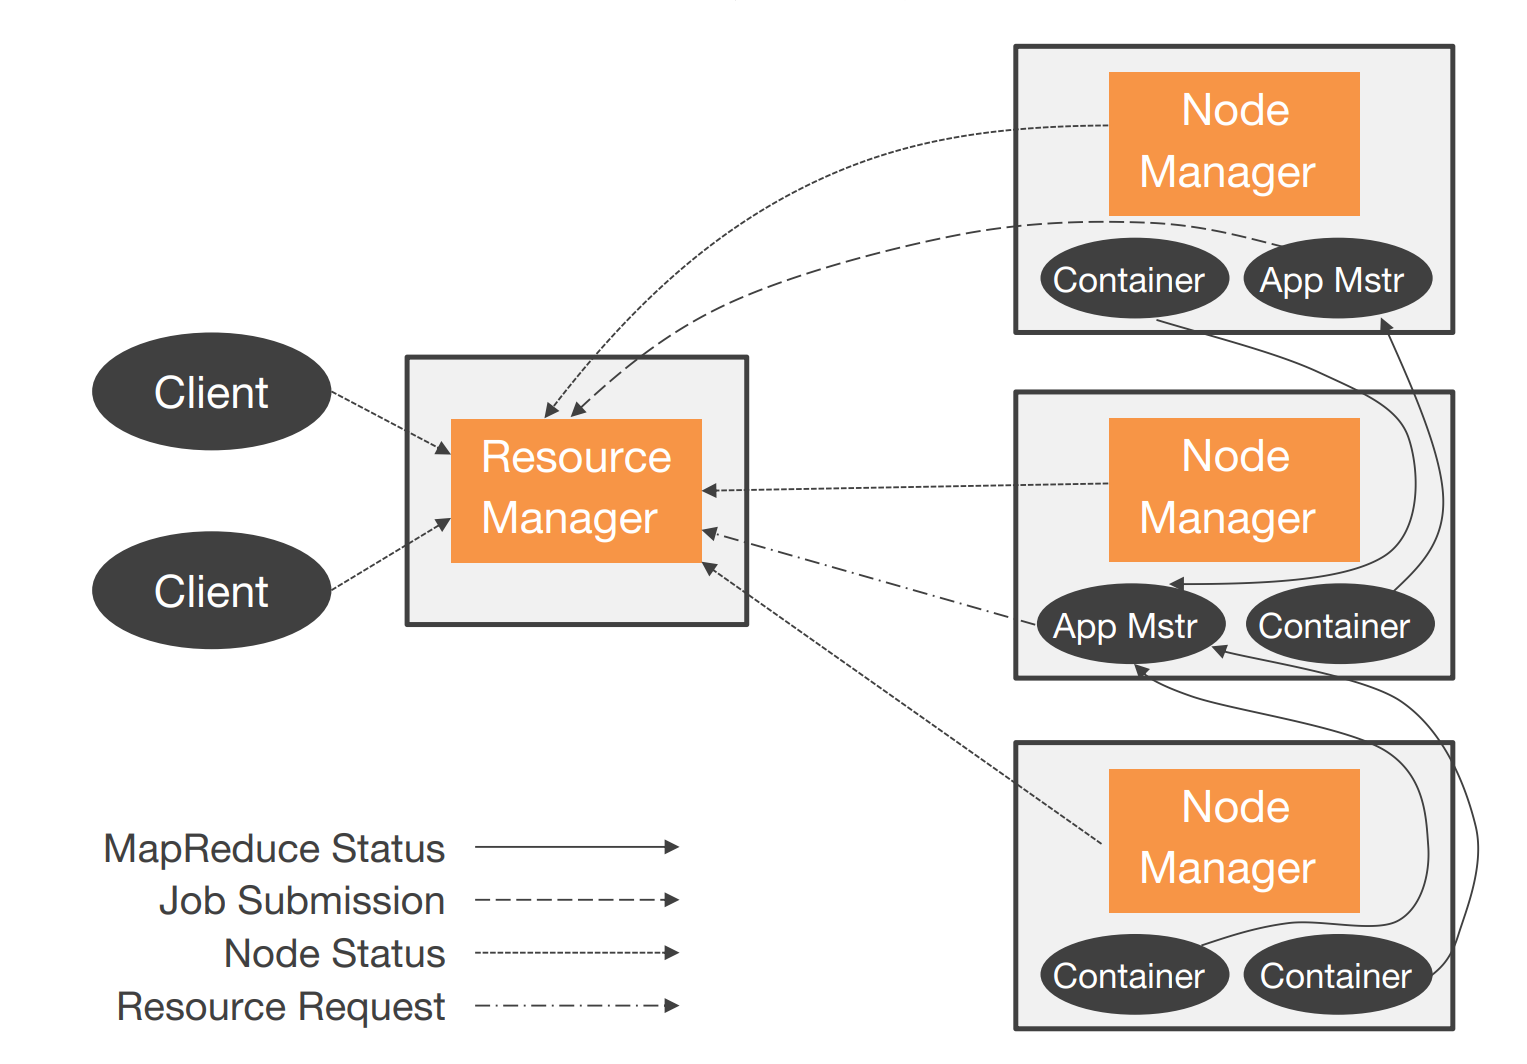 Node
Manager
Container
App Mstr
Client
Resource
Manager
Node
Manager
Client
App Mstr
Container
Node
Manager
Container
Container
MapReduce Status
Job Submission
Node Status
Resource Request